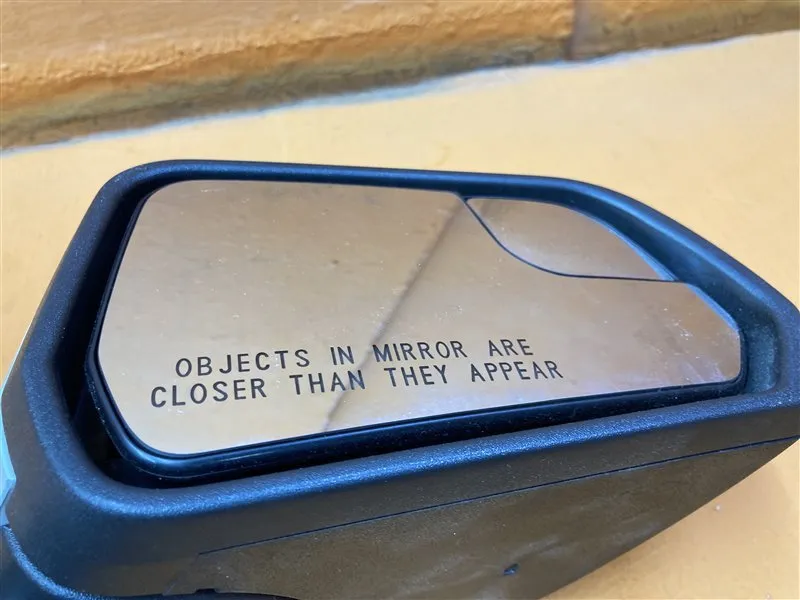 OBJECTS IN MIRROR ARE
CLOSER THAN THEY APPEAR